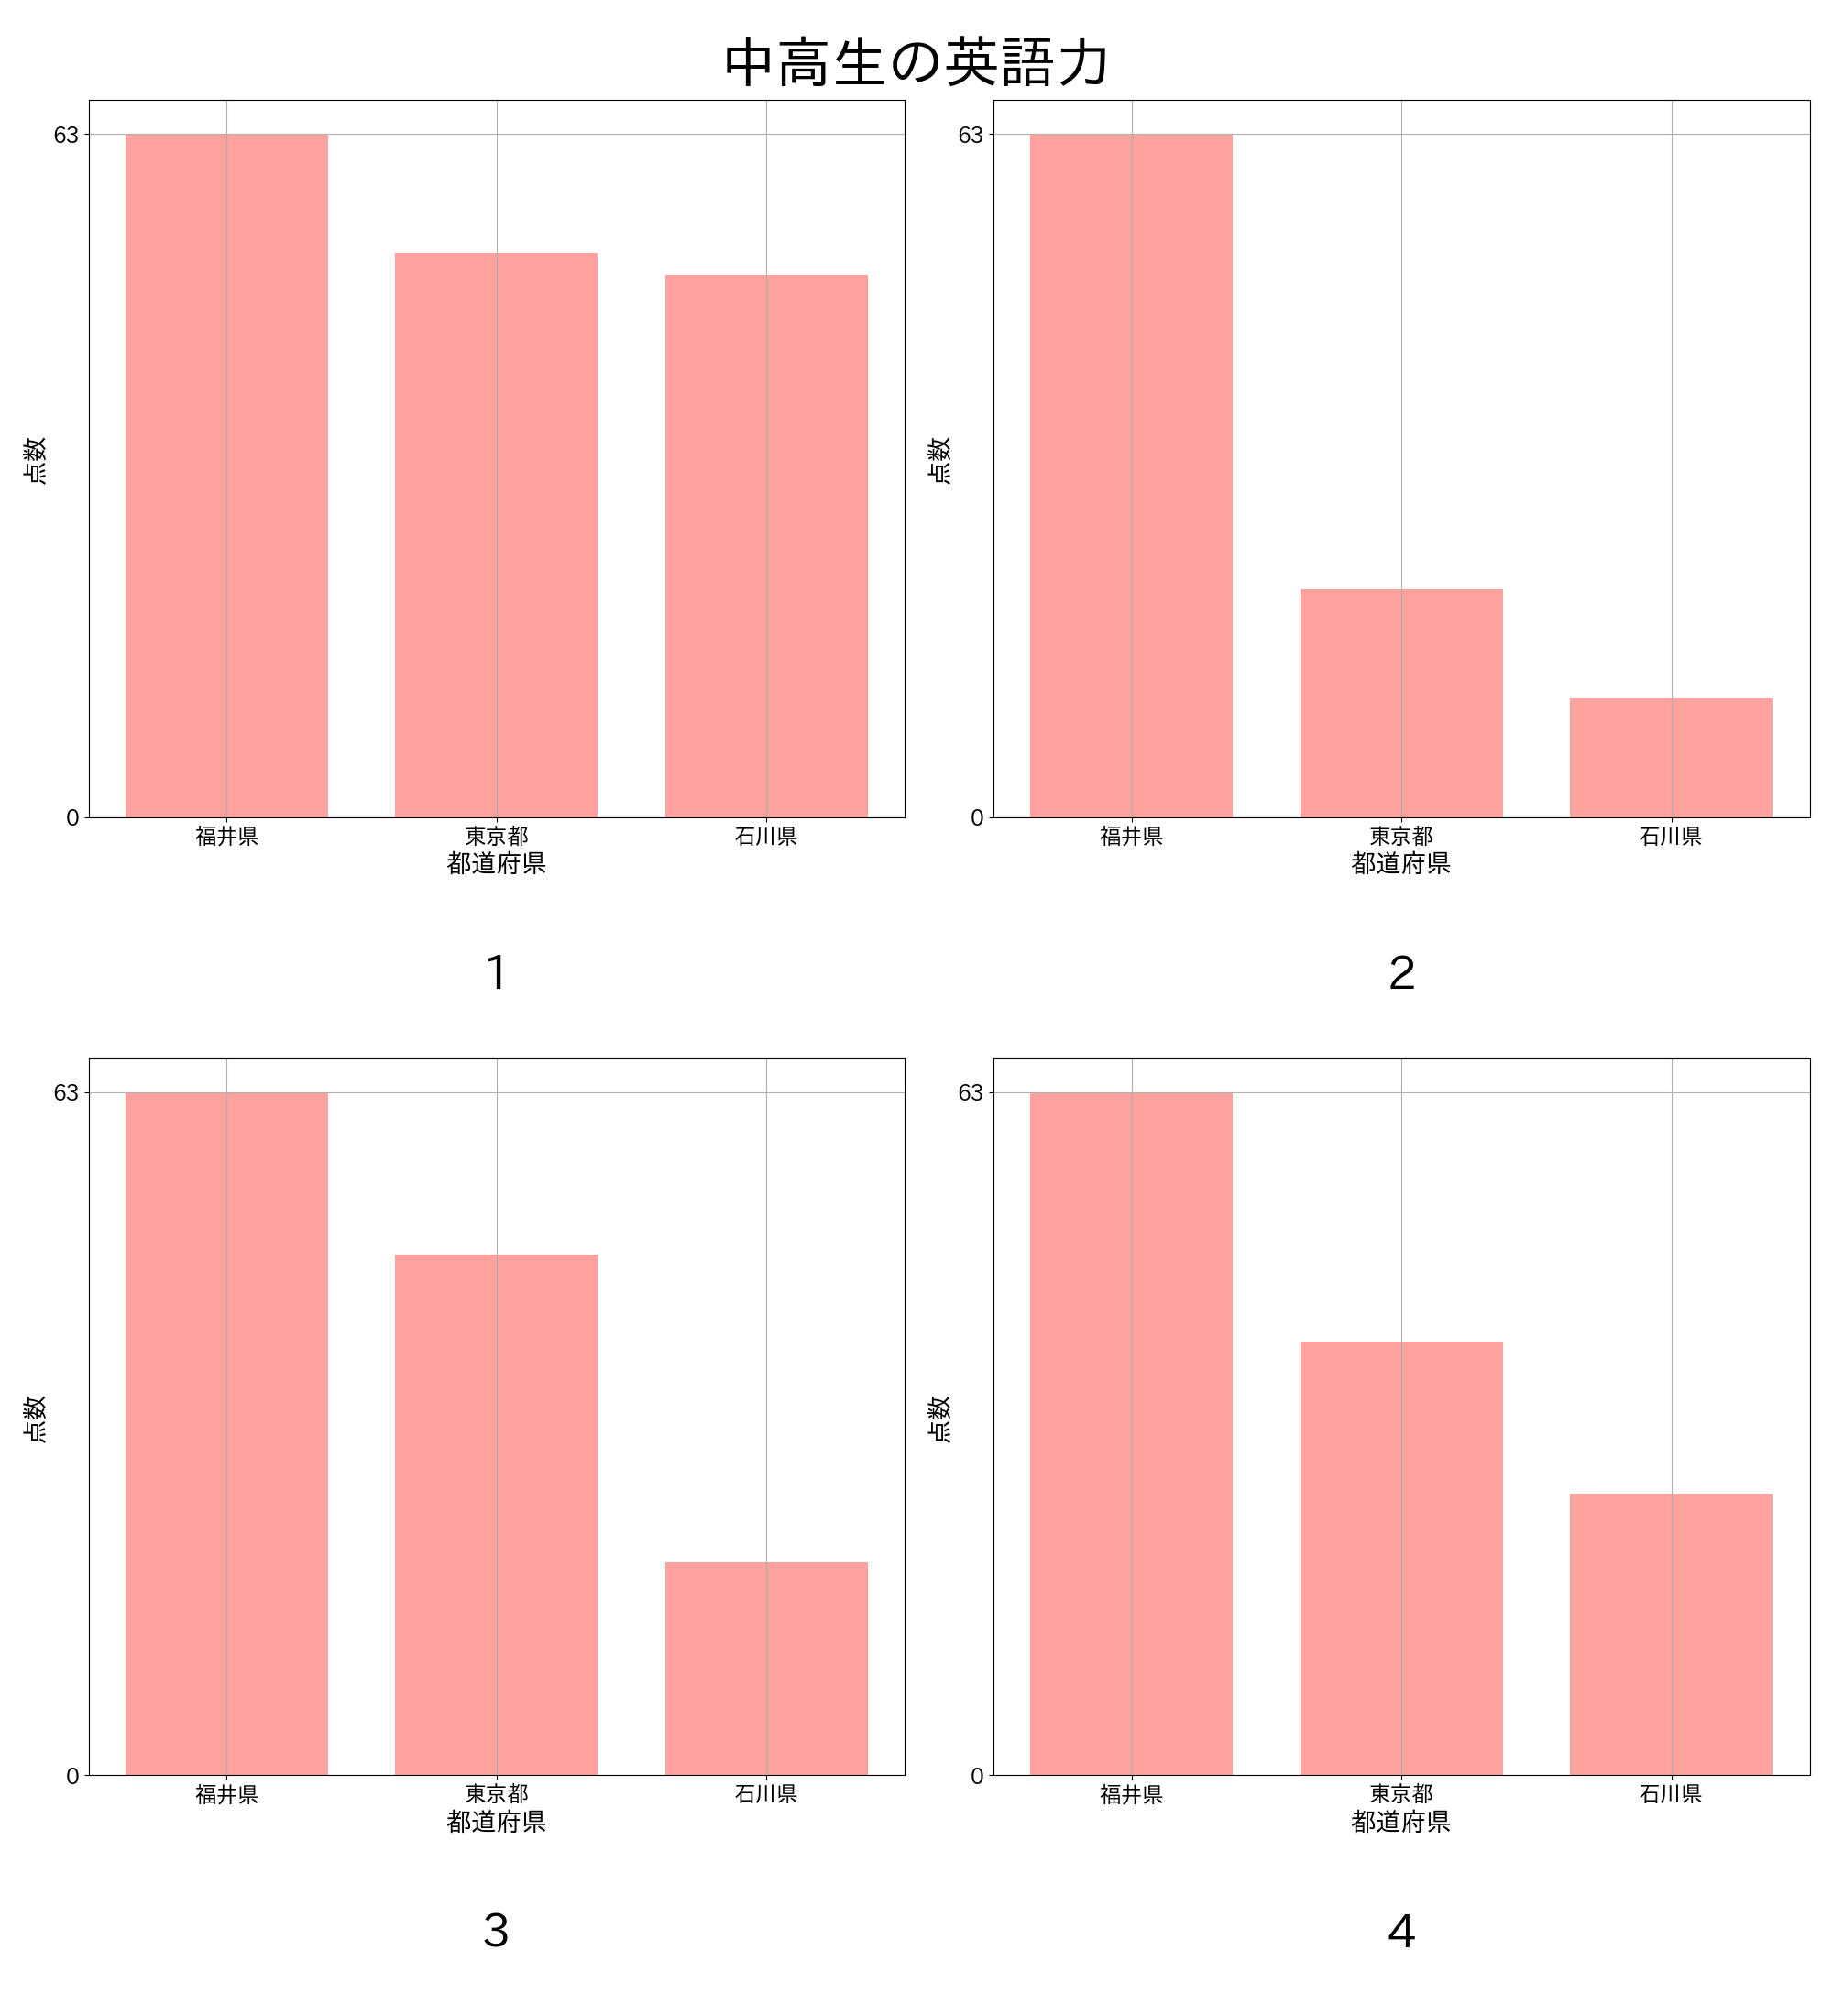 中高生の英語力
63
点数
0
福井県 東京都 石川県
都道府県
1
63
点数
0
福井県 東京都 石川県
都道府県
2
63
点数
0
福井県 東京都 石川県
都道府県
3
63
点数
0
福井県 東京都 石川県
都道府県
4